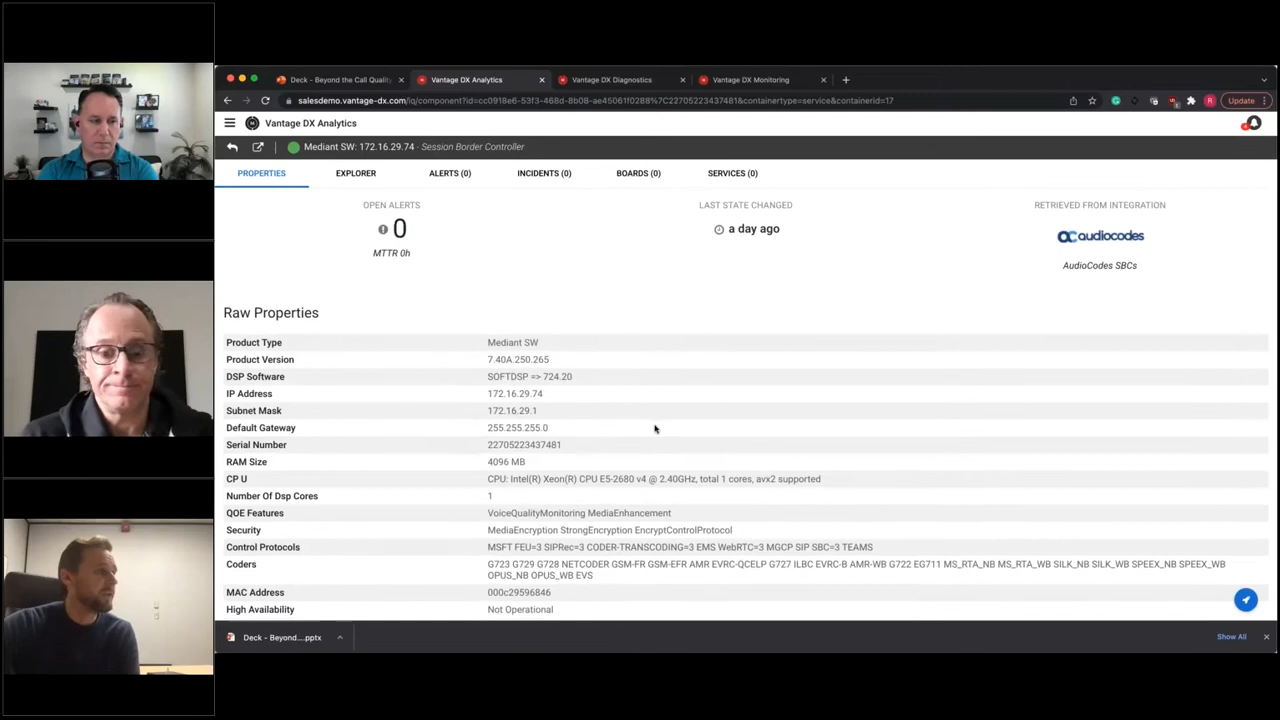 Deck - Beyond the Call Quality
Vantage DX Analytics
Vantage DX Diagnostics
Vantage DX Monitoring
salesdemo.vantage-dx.com/iq/component?id=cc0918e6-53f3-468d-8b08-ae45061f0288%7C22705223437481&containertype=service&containerid=17
R
Update
Vantage DX Analytics
Mediant SW: 172.16.29.74 - Session Border Controller
PROPERTIES
EXPLORER
ALERTS (0)
INCIDENTS (0)
BOARDS (0)
SERVICES (0)
OPEN ALERTS
0
MTTR 0h
LAST STATE CHANGED
a day ago
RETRIEVED FROM INTEGRATION
audiocodes
AudioCodes SBCs
Raw Properties
Product Type Mediant SW
Product Version 7.40A.250.265
DSP Software SOFTDSP => 724.20
IP Address 172.16.29.74
Subnet Mask 172.16.29.1
Default Gateway 255.255.255.0
Serial Number 22705223437481
RAM Size 4096 MB
CP U CPU: Intel(R) Xeon(R) CPU E5-2680 v4 @ 2.40GHz, total 1 cores, avx2 supported
Number Of Dsp Cores 1
QOE Features VoiceQualityMonitoring MediaEnhancement
Security MediaEncryption StrongEncryption EncryptControlProtocol
Control Protocols MSFT FEU=3 SIPRec=3 CODER-TRANSCODING=3 EMS WebRTC=3 MGCP SIP SBC=3 TEAMS
Coders G723 G729 G728 NETCODER GSM-FR GSM-EFR AMR EVRC-QCELP G727 ILBC EVRC-B AMR-WB G722 EG711 MS_RTA_NB MS_RTA_WB SILK_NB SILK_WB SPEEX_NB SPEEX_WB
OPUS_NB OPUS_WB EVS
MAC Address 000c29596846
High Availability Not Operational
Deck - Beyond....pptx
Show All